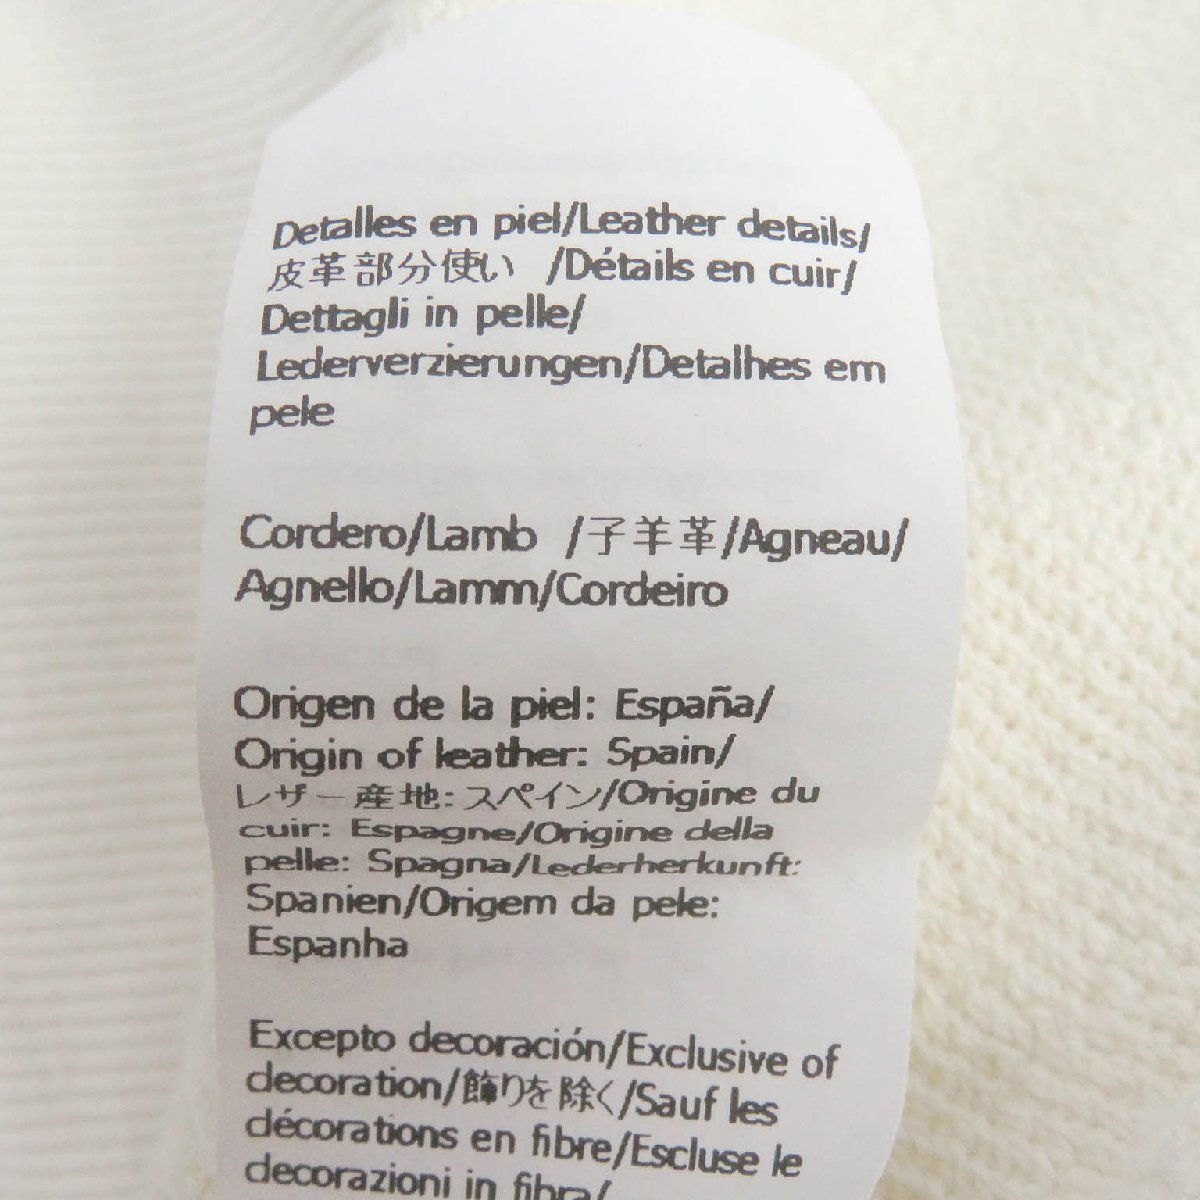 Detalles en piel/Leather details/
皮革部分使い /Détails en cuir/
Dettagli in pelle/
Lederverzierungen/Detalhes em
pele
Cordero/Lamb /子羊革/Agneau/
Agnello/Lamm/Cordeiro
Origen de la piel: España/
Origin of leather: Spain/
レザー産地: スペイン/Origine du
cuir: Espagne/Origine della
pelle: Spagna/Lederherkunft:
Spanien/Origem da pele:
Espanha
Excepto decoración/Exclusive of
decoration/飾りを除く/Sauf les
décorations en fibre/Escluse le
decorazioni in fibra/